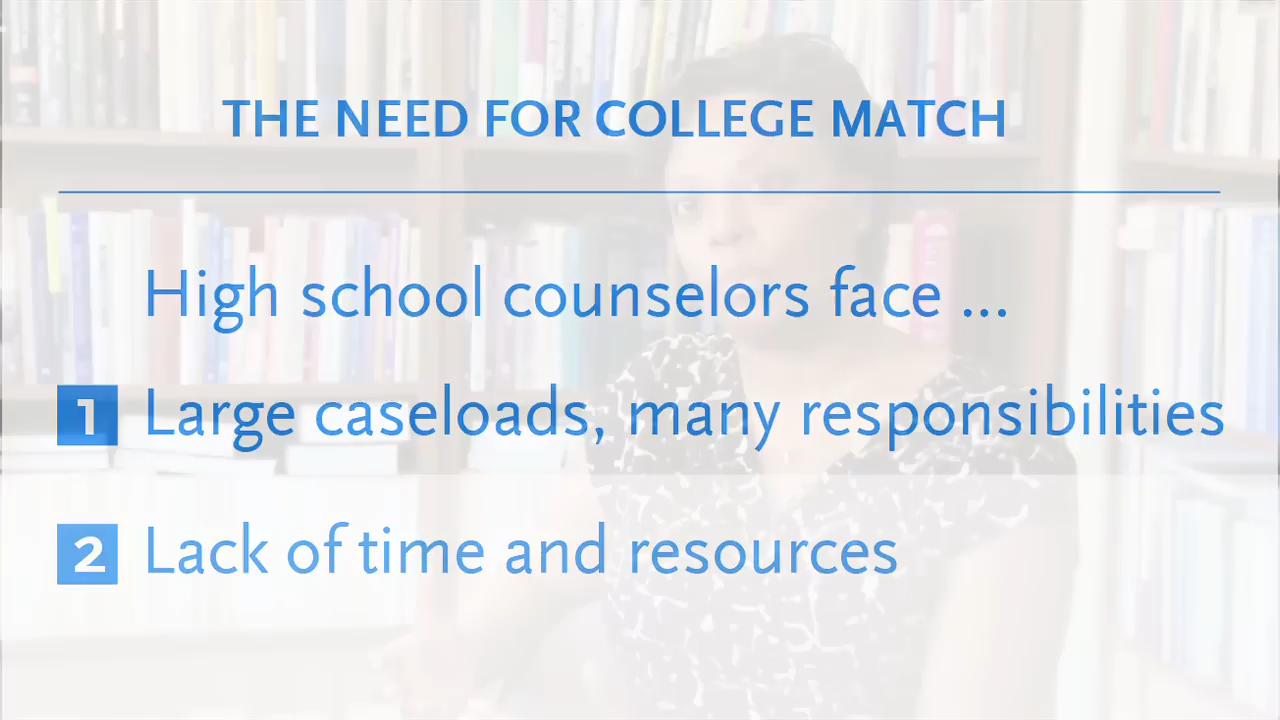 THE NEED FOR COLLEGE MATCH
High school counselors face ...
1 Large caseloads, many responsibilities
2 Lack of time and resources